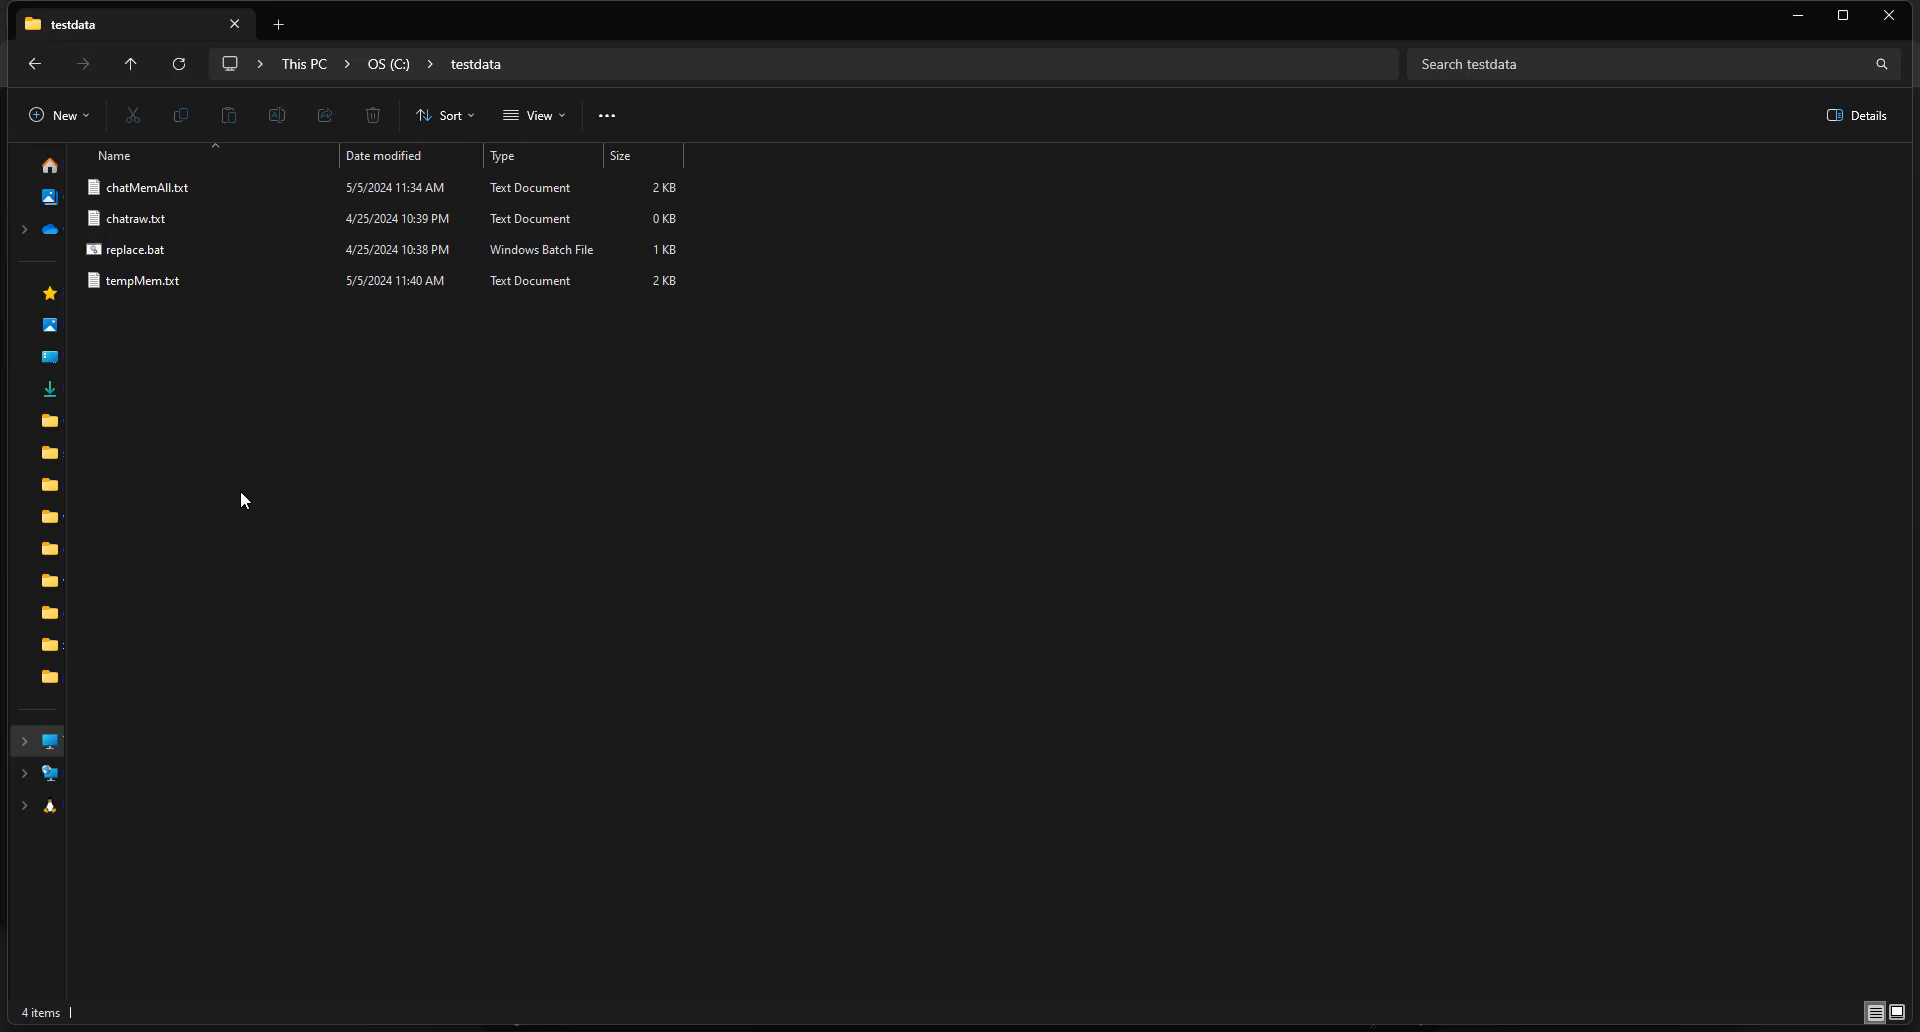 testdata
This PC > OS (C:) > testdata
Search testdata
New
Sort
View
Details
Name Date modified Type Size
chatMemAll.txt 5/5/2024 11:34 AM Text Document 2 KB
chatraw.txt 4/25/2024 10:39 PM Text Document 0 KB
replace.bat 4/25/2024 10:38 PM Windows Batch File 1 KB
tempMem.txt 5/5/2024 11:40 AM Text Document 2 KB
4 items